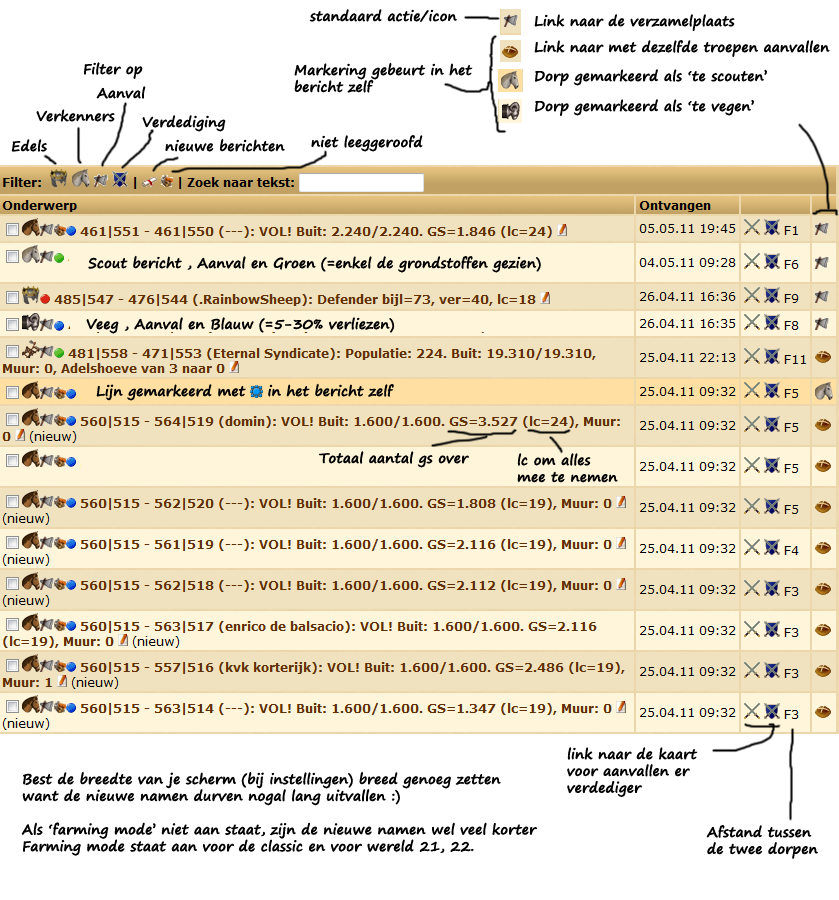 standaard actie/icon
Link naar de verzamelplaats
Link naar met dezelfde troepen aanvallen
Markering gebeurt in het
bericht zelf
Dorp gemarkeerd als 'te scouten'
Dorp gemarkeerd als 'te vegen'
Filter op
Aanval
Verkenners
Verdediging
Edels
nieuwe berichten
niet leeggeroofd
Filter: | | Zoek naar tekst:
Onderwerp Ontvangen
461|551 - 461|550 (---): VOL! Buit: 2.240/2.240. GS=1.846 (lc=24) 05.05.11 19:45 F1
Scout bericht , Aanval en Groen (=enkel de grondstoffen gezien) 04.05.11 09:28 F6
485|547 - 476|544 (.RainbowSheep): Defender bijl=73, ver=40, lc=18 26.04.11 16:36 F9
Veeg , Aanval en Blauw (=5-30% verliezen) 26.04.11 16:35 F8
481|558 - 471|553 (Eternal Syndicate): Populatie: 224. Buit: 19.310/19.310,
Muur: 0, Adelshoeve van 3 naar 0 25.04.11 22:13 F11
Lijn gemarkeerd met in het bericht zelf 25.04.11 09:32 F5
560|515 - 564|519 (domin): VOL! Buit: 1.600/1.600. GS=3.527 (lc=24), Muur:
0 (nieuw) 25.04.11 09:32 F5
Totaal aantal gs over
lc om alles
mee te nemen
25.04.11 09:32 F5
560|515 - 562|520 (---): VOL! Buit: 1.600/1.600. GS=1.808 (lc=19), Muur: 0
(nieuw) 25.04.11 09:32 F5
560|515 - 561|519 (---): VOL! Buit: 1.600/1.600. GS=2.116 (lc=19), Muur: 0
(nieuw) 25.04.11 09:32 F4
560|515 - 562|518 (---): VOL! Buit: 1.600/1.600. GS=2.112 (lc=19), Muur: 0
(nieuw) 25.04.11 09:32 F3
560|515 - 563|517 (enrico de balsacio): VOL! Buit: 1.600/1.600. GS=2.116
(lc=19), Muur: 0 (nieuw) 25.04.11 09:32 F3
560|515 - 557|516 (kvk korterijk): VOL! Buit: 1.600/1.600. GS=2.486 (lc=19),
Muur: 1 (nieuw) 25.04.11 09:32 F3
560|515 - 563|514 (---): VOL! Buit: 1.600/1.600. GS=1.347 (lc=19), Muur: 0
(nieuw) 25.04.11 09:32 F3
link naar de kaart
voor aanvallen er
verdediger
Best de breedte van je scherm (bij instellingen) breed genoeg zetten
want de nieuwe namen durven nogal lang uitvallen :)
Als 'farming mode' niet aan staat, zijn de nieuwe namen wel veel korter
Farming mode staat aan voor de classic en voor wereld 21, 22.
Afstand tussen
de twee dorpen